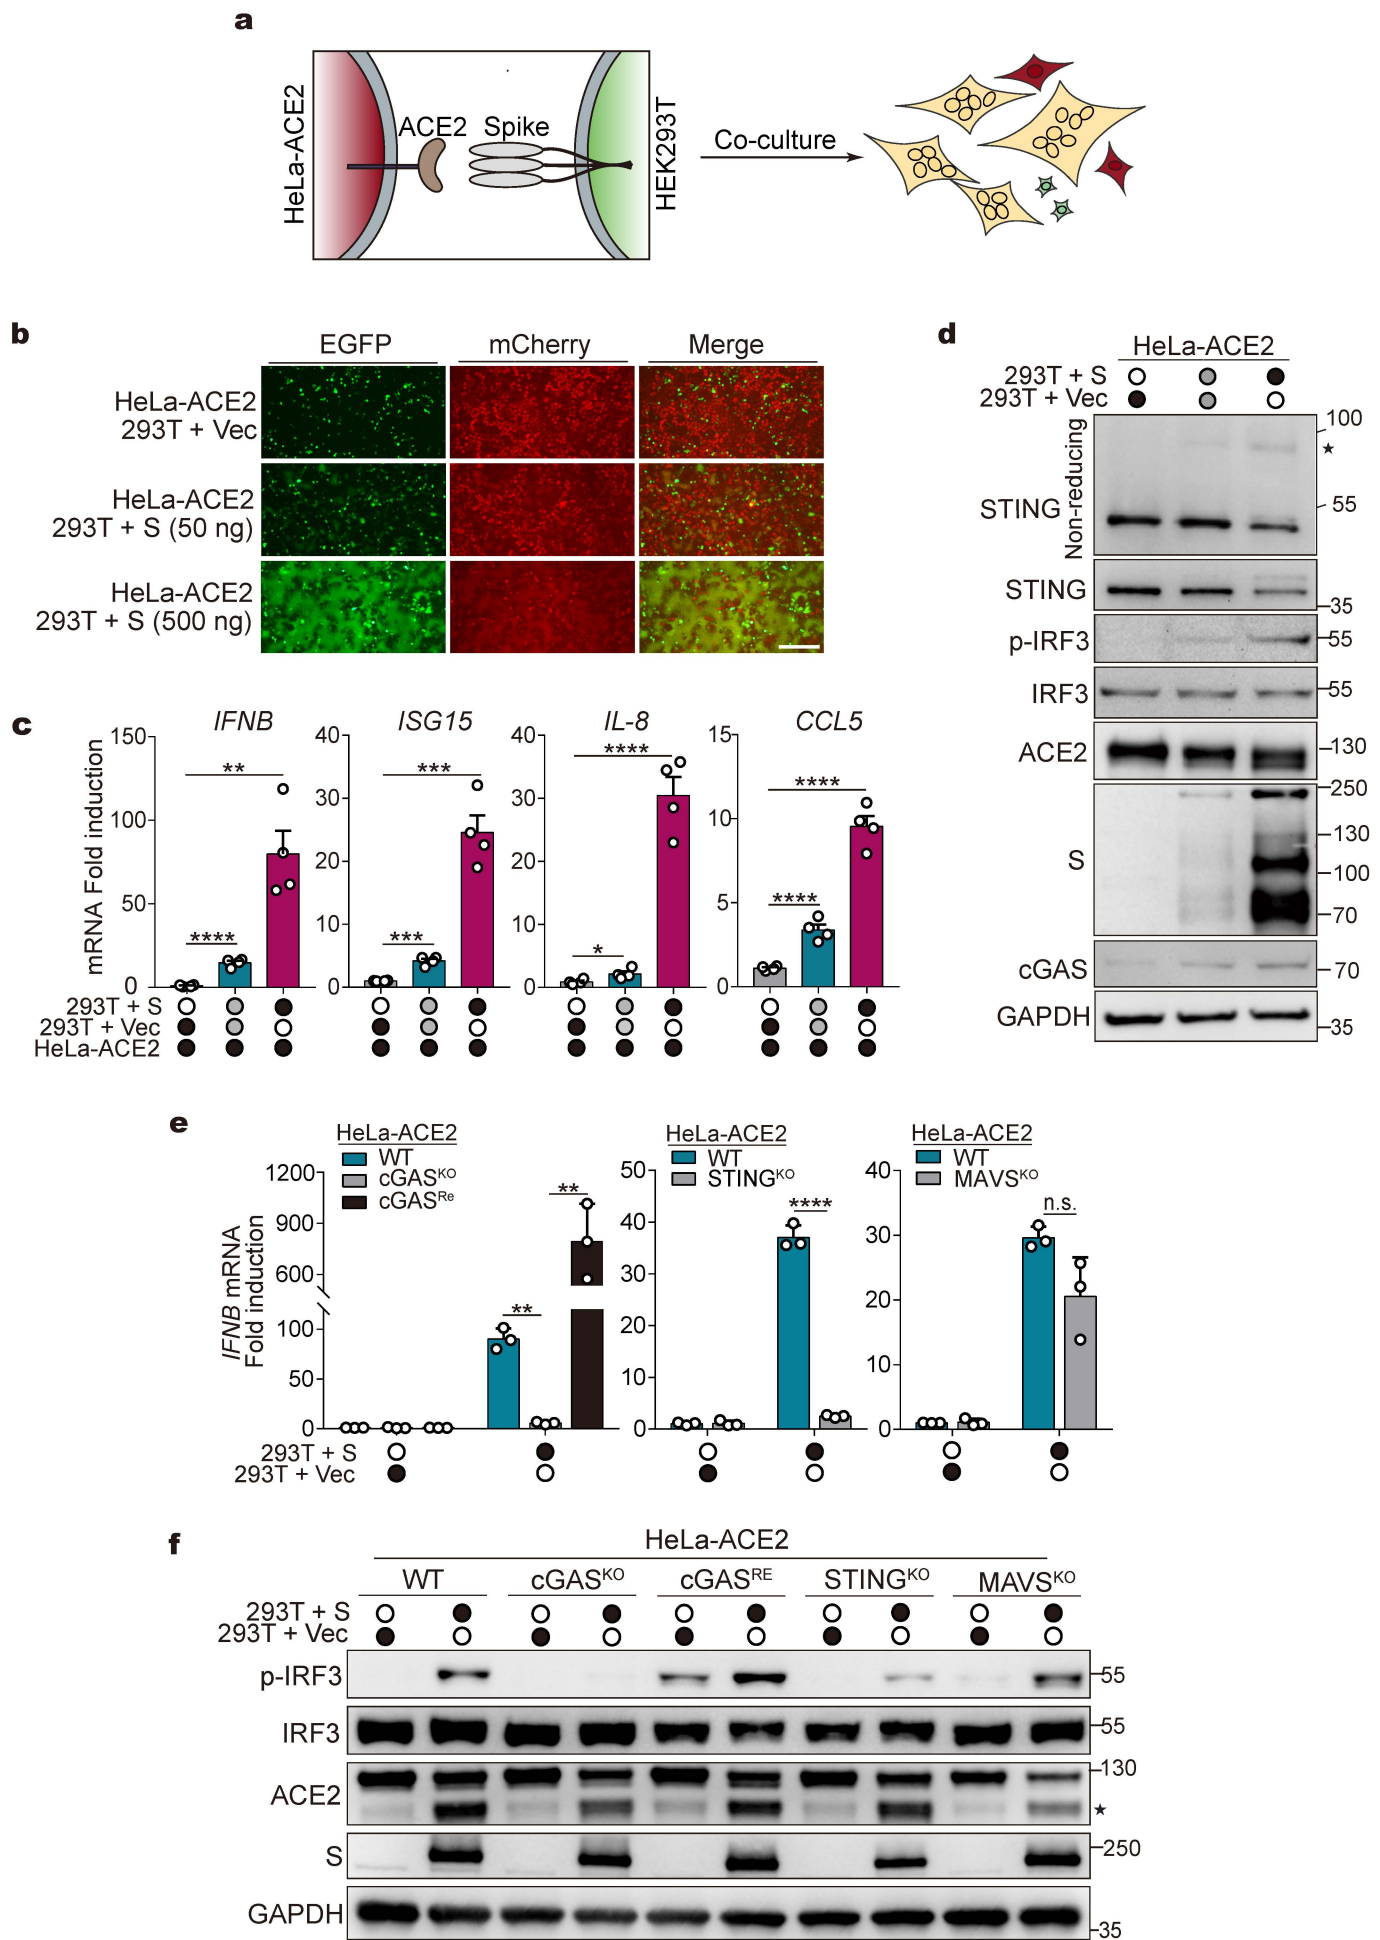 a
HeLa-ACE2
ACE2
Spike
HEK293T
Co-culture
b
EGFP
mCherry
Merge
HeLa-ACE2
293T + Vec
HeLa-ACE2
293T + S (50 ng)
HeLa-ACE2
293T + S (500 ng)
c
mRNA Fold induction
IFNB
150
100
50
0
**
****
ISG15
40
30
20
10
0
***
***
IL-8
40
30
20
10
0
****
*
CCL5
15
10
5
0
****
****
293T + S
293T + Vec
HeLa-ACE2
d
HeLa-ACE2
293T + S
293T + Vec
Non-reducing
STING
100
★
55
STING
35
p-IRF3
55
IRF3
55
ACE2
130
S
250
130
100
70
cGAS
70
GAPDH
35
e
IFNB mRNA
Fold induction
HeLa-ACE2
WT
cGASKO
cGASRe
1200
900
600
100
50
0
**
**
HeLa-ACE2
WT
STINGKO
50
40
30
20
10
0
****
HeLa-ACE2
WT
MAVSKO
40
30
20
10
0
n.s.
293T + S
293T + Vec
f
HeLa-ACE2
WT
cGASKO
cGASRE
STINGKO
MAVSKO
293T + S
293T + Vec
p-IRF3
55
IRF3
55
ACE2
130
★
S
250
GAPDH
35